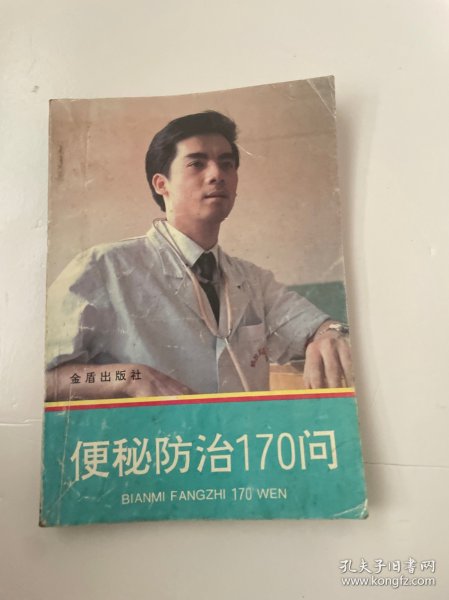 金盾出版社
便秘防治170问
BIANMI FANGZHI 170 WEN
孔夫子旧书网
www.kongfz.com